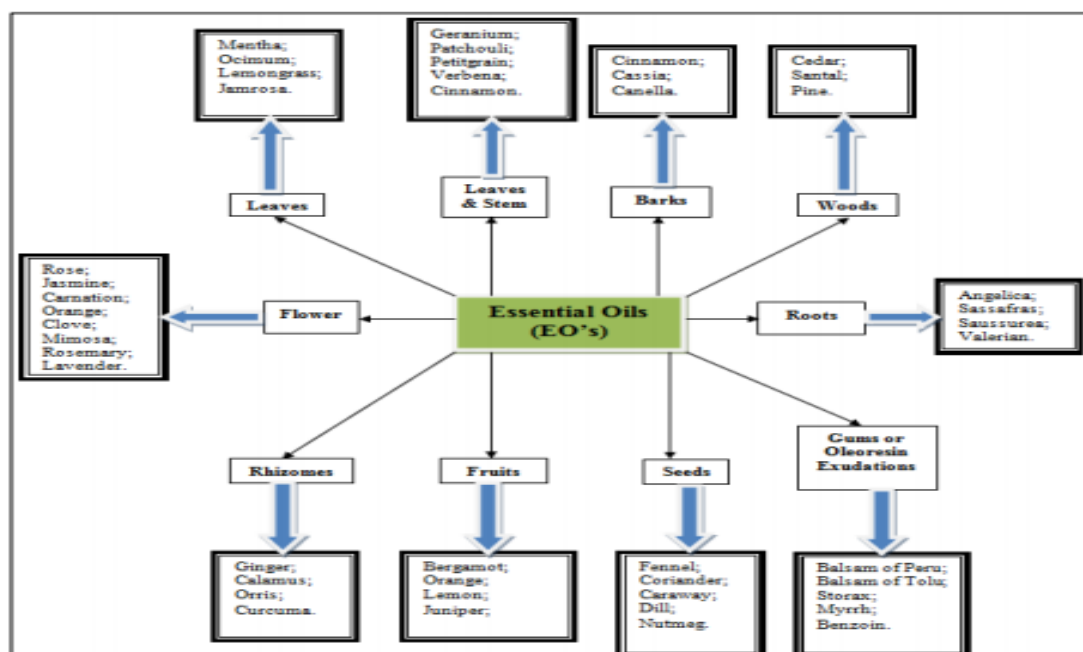 Mentha;
Ocimum;
Lemongrass;
Jamrosa.
Geranium;
Patchouli;
Petitgrain;
Verbena;
Cinnamon.
Cinnamon;
Cassia;
Canella.
Cedar;
Santal;
Pine.
Leaves
Leaves
& Stem
Barks
Woods
Rose;
Jasmine;
Carnation;
Orange;
Clove;
Mimosa;
Rosemary;
Lavender.
Flower
Essential Oils
(EO's)
Roots
Angelica;
Sassafras;
Saussurea;
Valerian.
Rhizomes
Fruits
Seeds
Gums or
Oleoresin
Exudations
Ginger;
Calamus;
Orris;
Curcuma.
Bergamot;
Orange;
Lemon;
Juniper;
Fennel;
Coriander;
Caraway;
Dill;
Nutmeg.
Balsam of Peru;
Balsam of Tolu;
Storax;
Myrrh;
Benzoin.